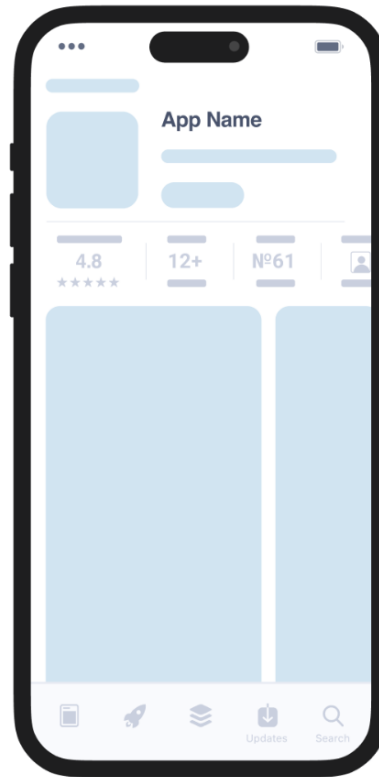 App Name
4.8
12+
№61
Updates
Search